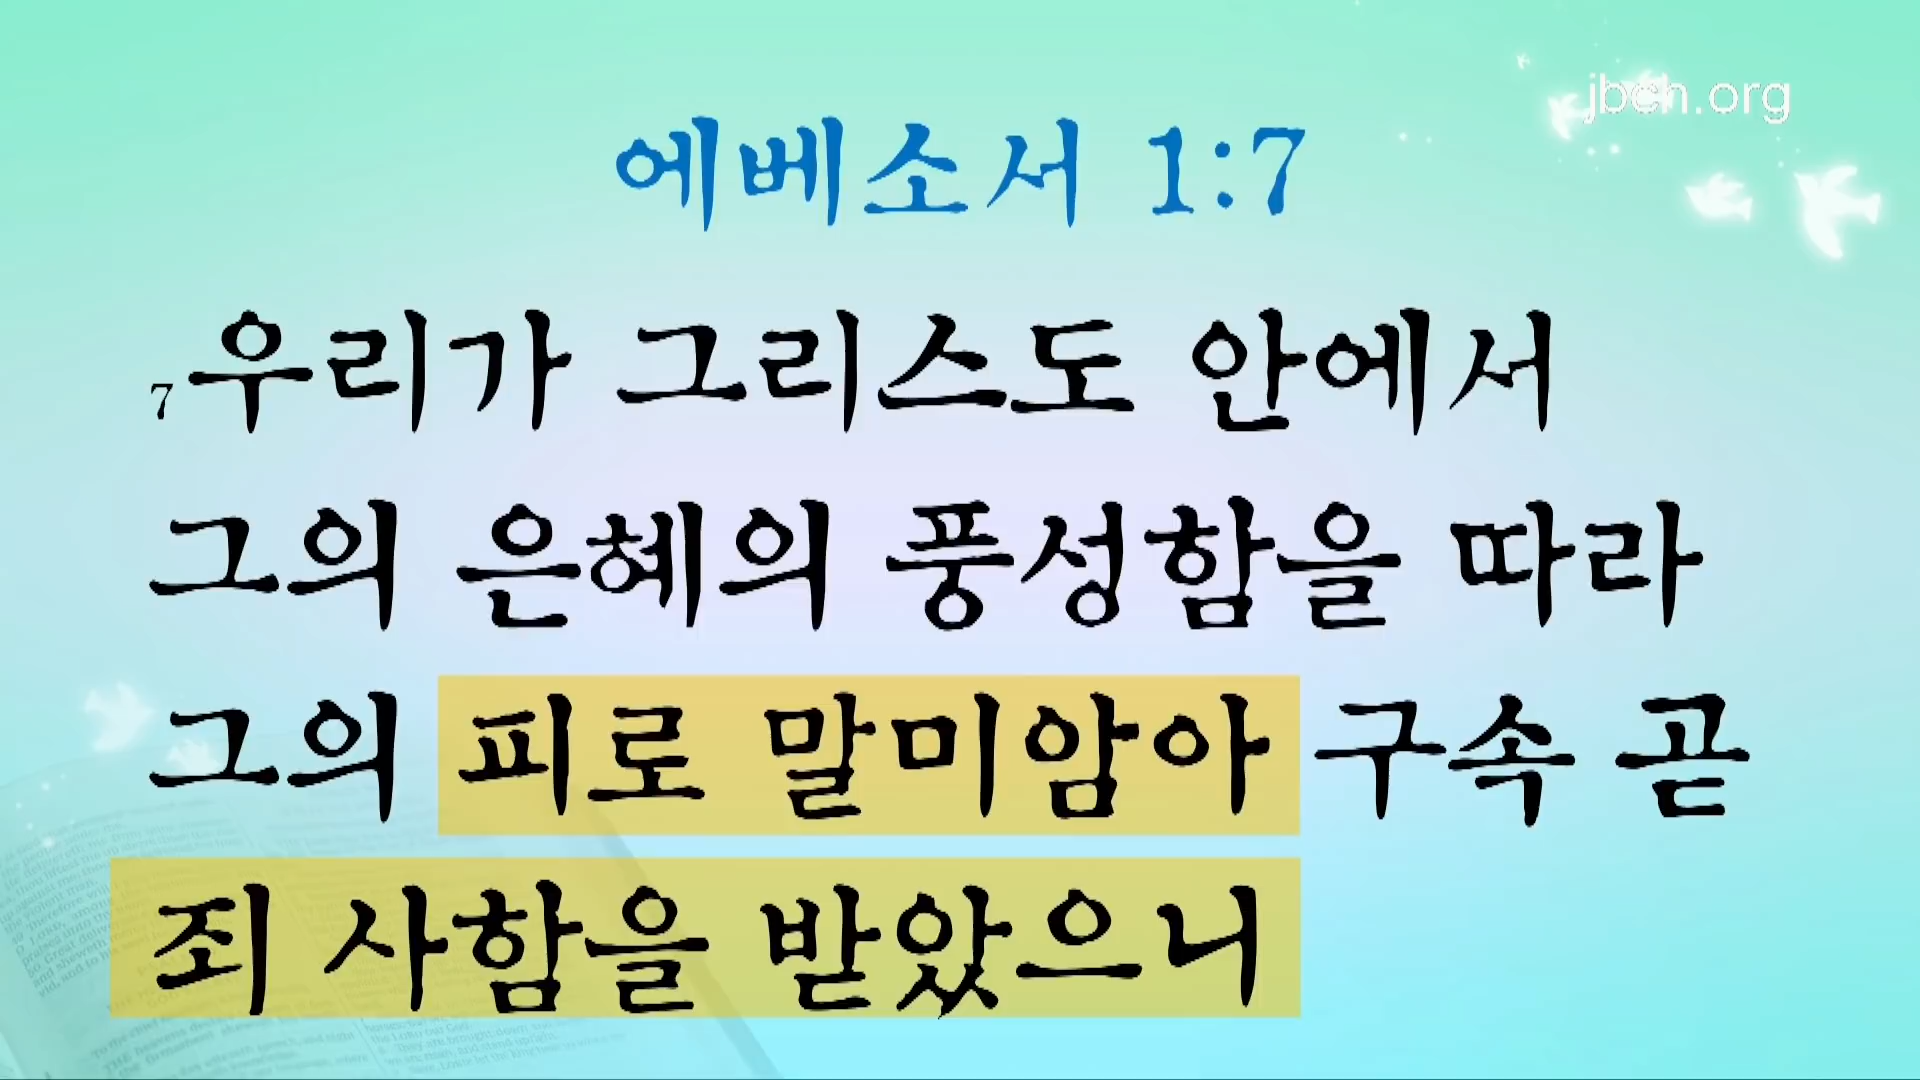 jbch.org
에베소서 1:7
7우리가 그리스도 안에서
그의 은혜의 풍성함을 따라
그의 피로 말미암아 구속 곧
죄 사함을 받았으니